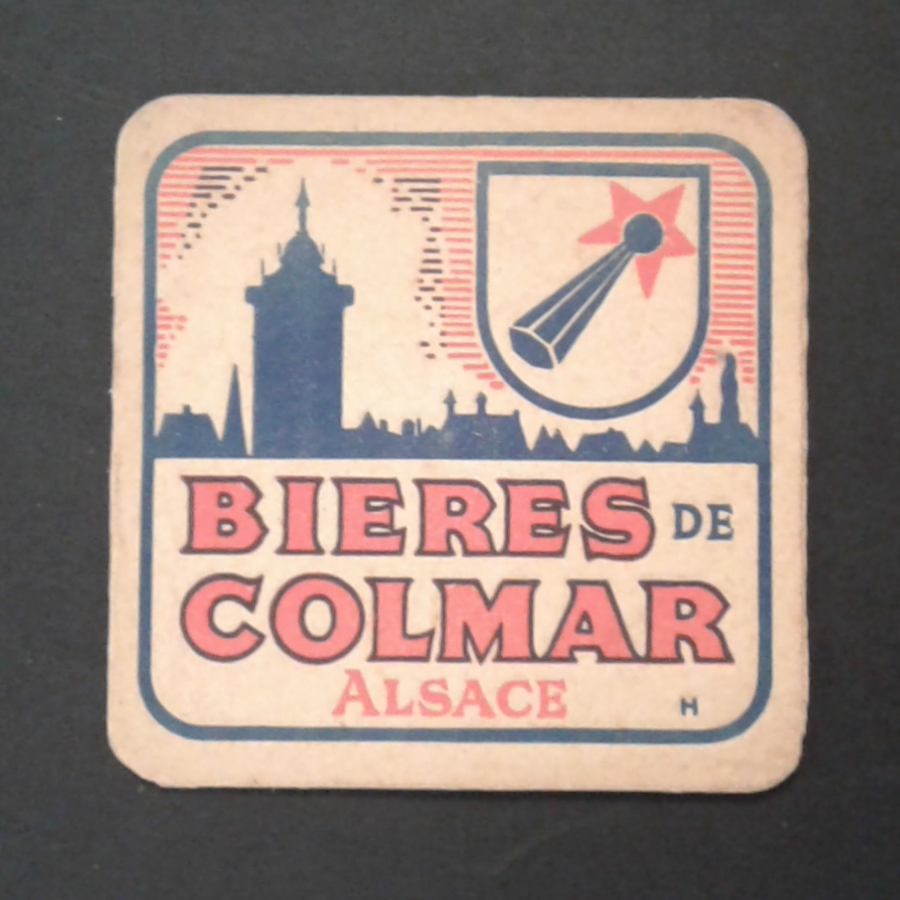 BIERES DE
COLMAR
ALSACE
H